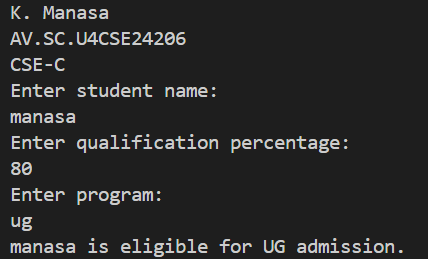 K. Manasa
AV.SC.U4CSE24206
CSE-C
Enter student name:
manasa
Enter qualification percentage:
80
Enter program:
ug
manasa is eligible for UG admission.